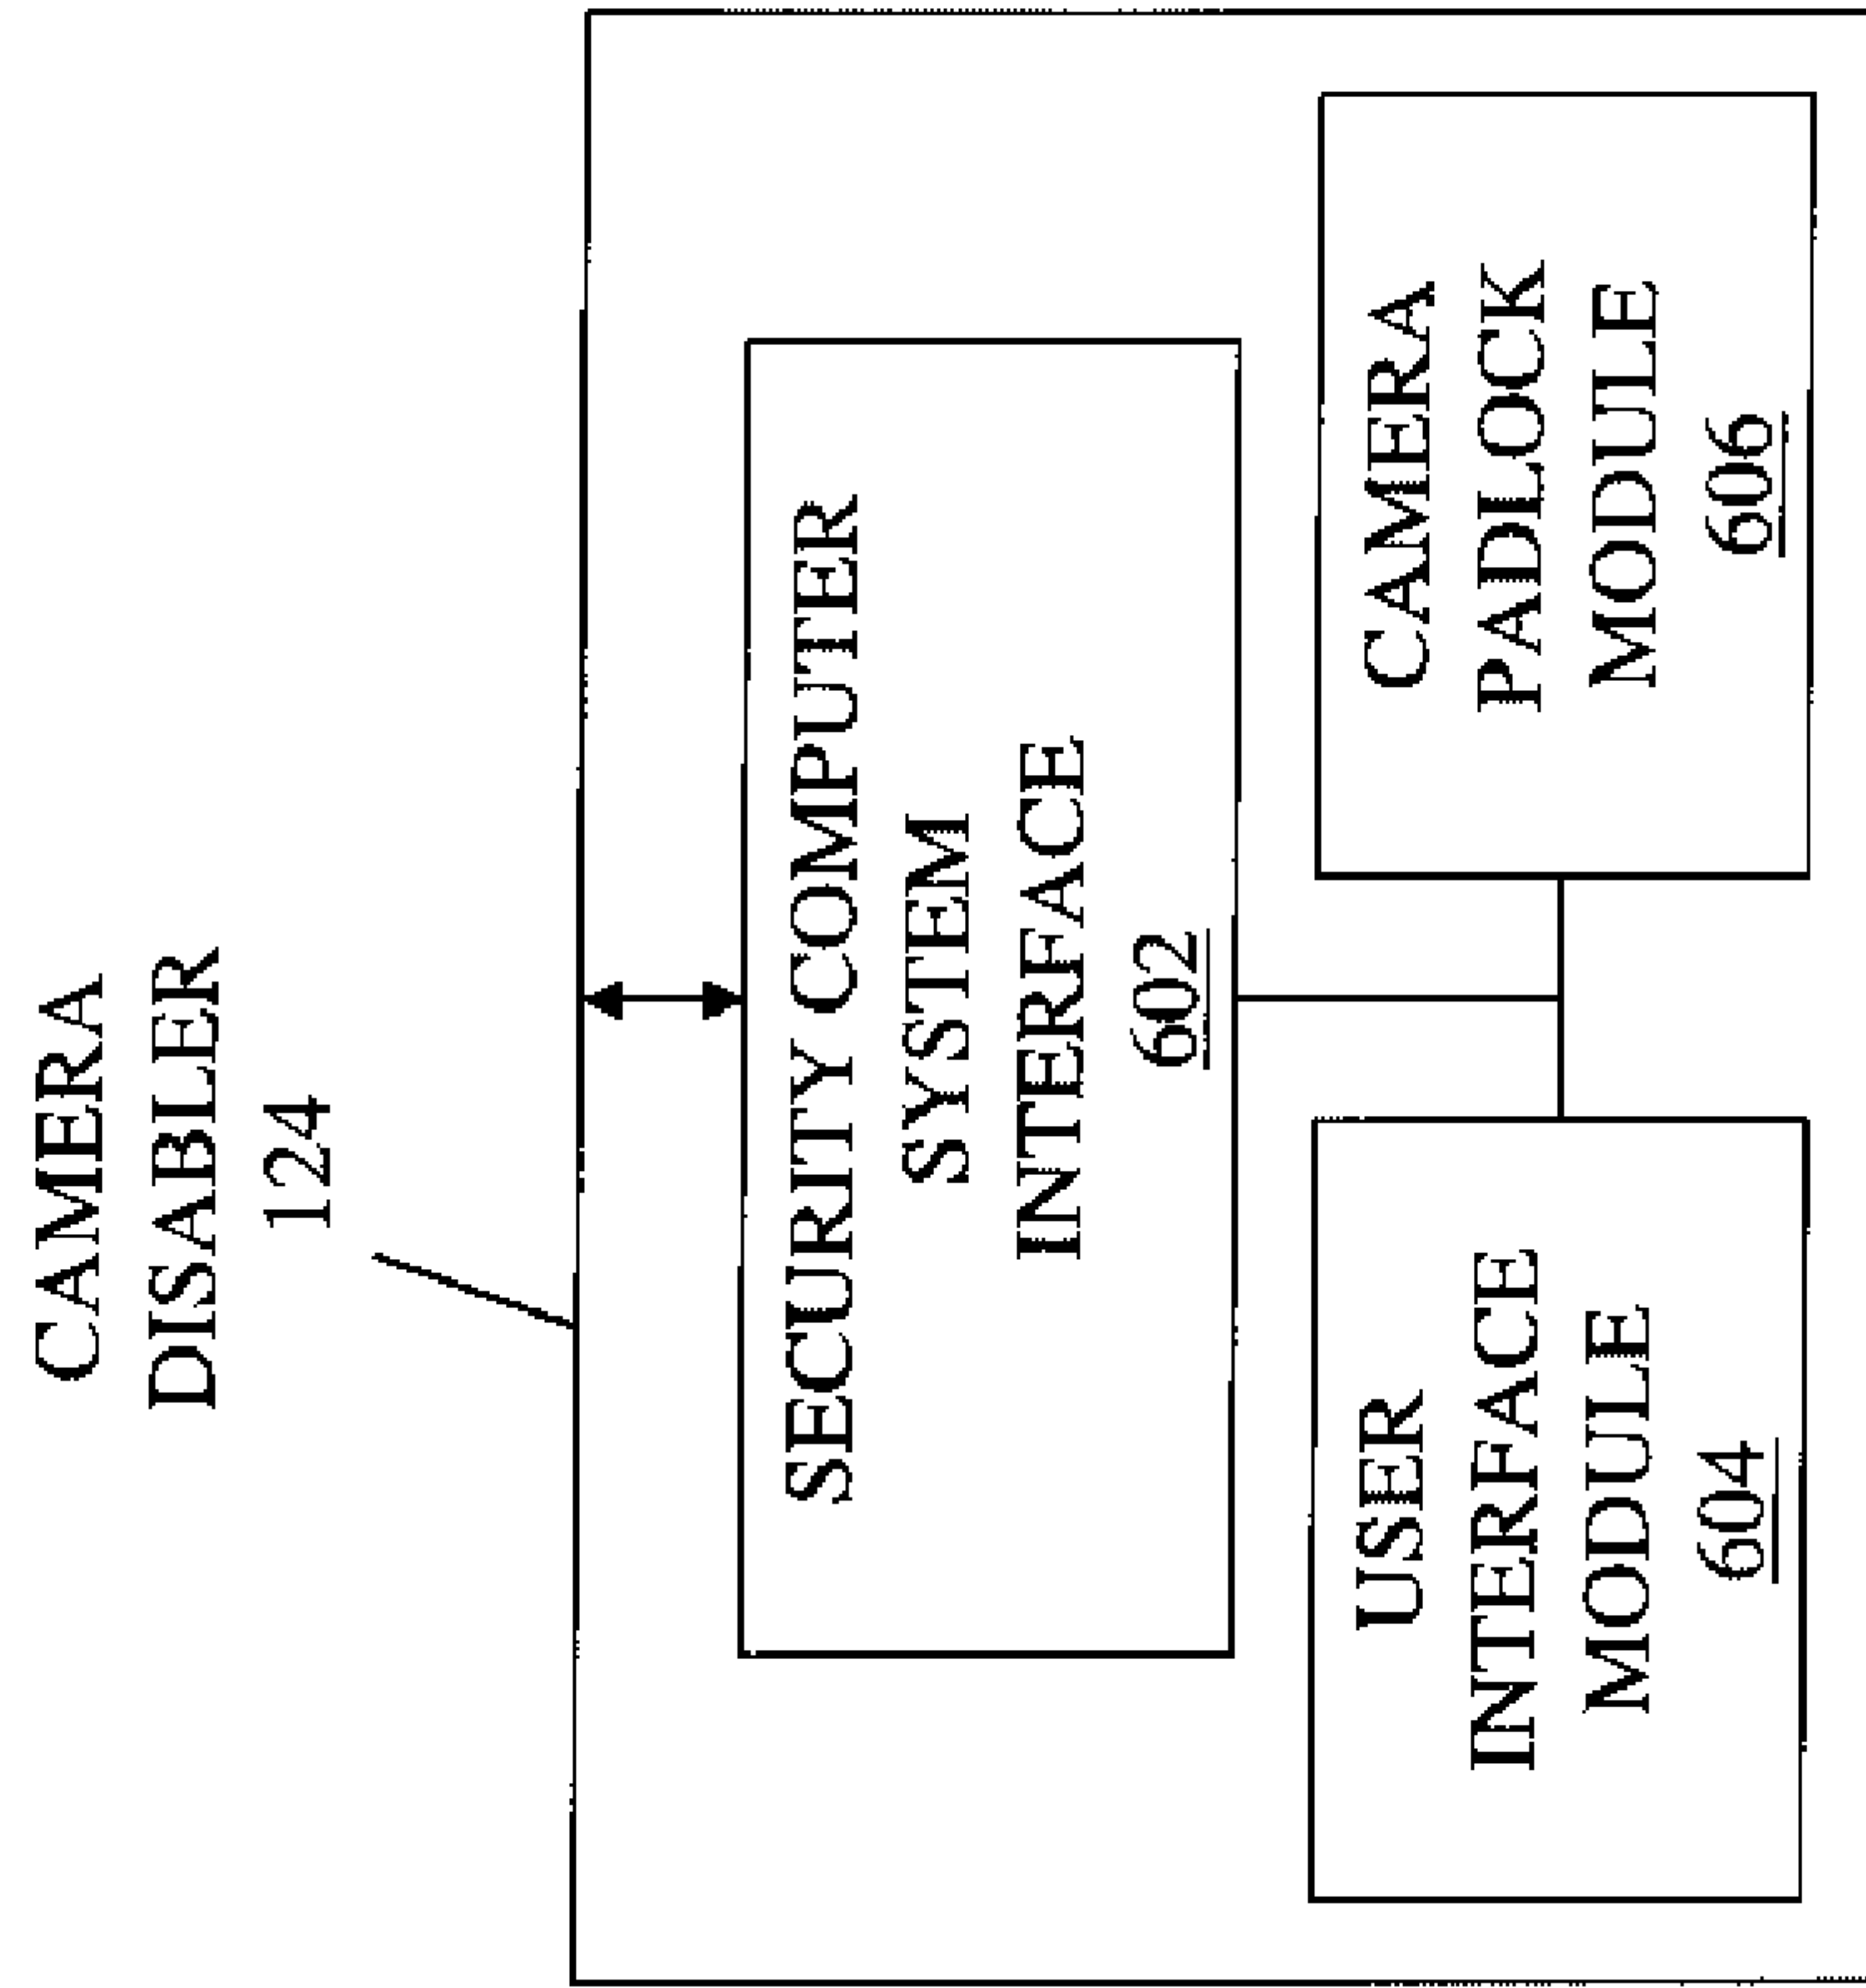 CAMERA
DISABLER
124
SECURITY COMPUTER
SYSTEM
INTERFACE
602
USER
INTERFACE
MODULE
604
CAMERA
PADLOCK
MODULE
606